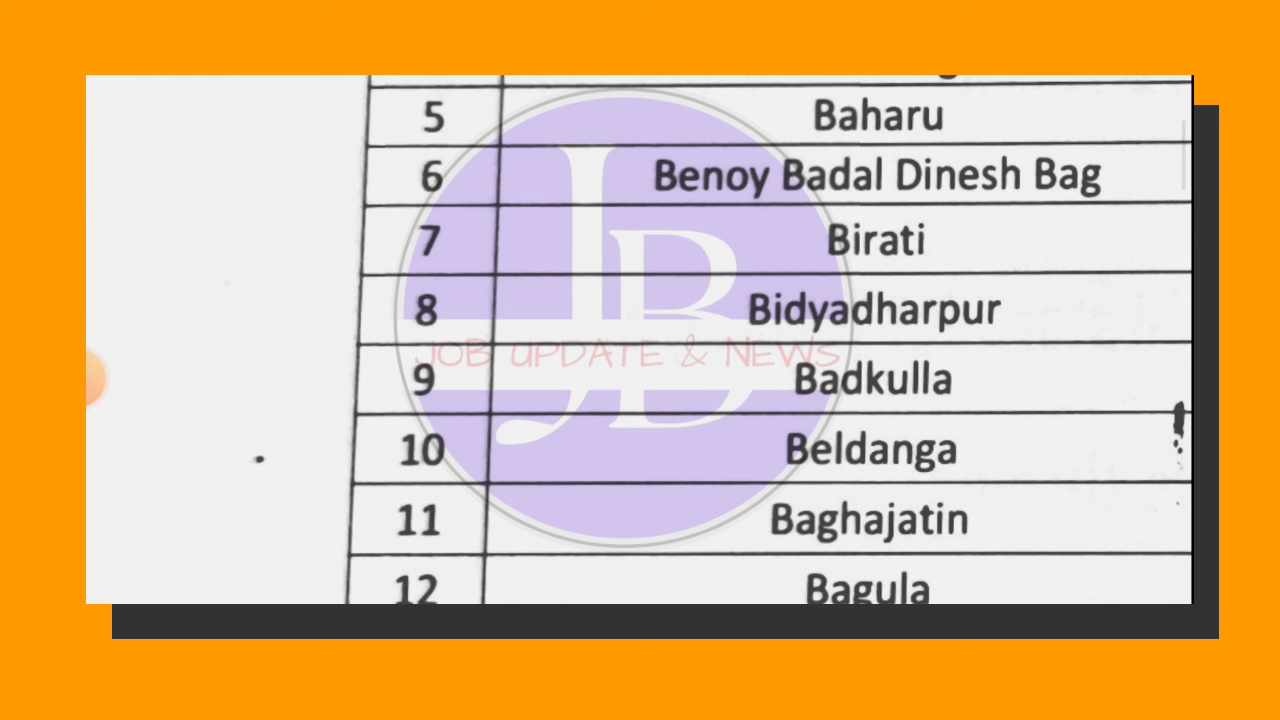 5 Baharu
6 Benoy Badal Dinesh Bag
7 Birati
8 Bidyadharpur
JOB UPDATE & NEWS
9 Badkulla
10 Beldanga
11 Baghajatin
12 Bagula